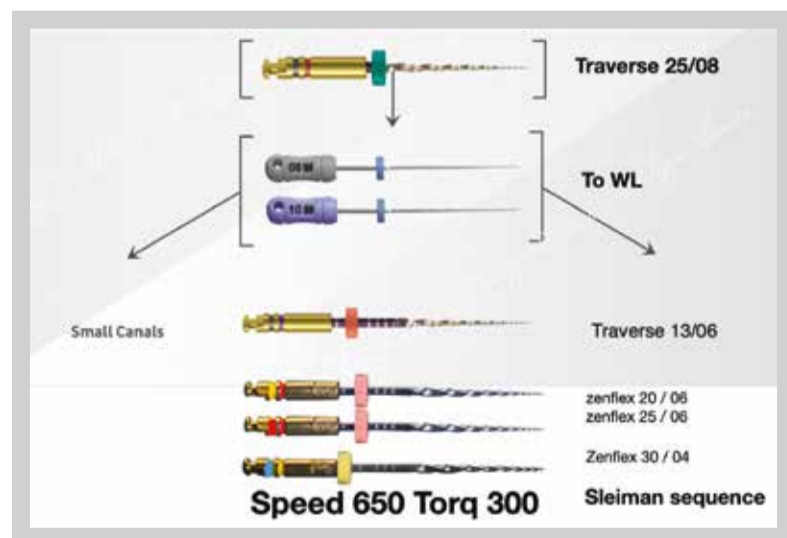 Traverse 25/08
08
To WL
10
Small Canals
Traverse 13/06
zenflex 20 / 06
zenflex 25 / 06
Zenflex 30 / 04
Speed 650 Torq 300
Sleiman sequence